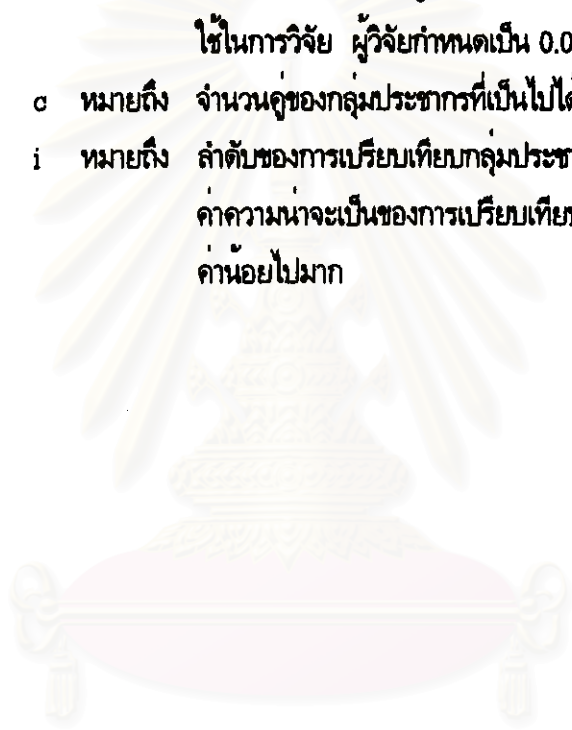 ใช้ในการวิจัย ผู้วิจัยกำหนดเป็น 0.0
c หมายถึง จำนวนคู่ของกลุ่มประชากรที่เป็นไปได้
i หมายถึง ลำดับของการเปรียบเทียบกลุ่มประชา
ค่าความน่าจะเป็นของการเปรียบเทียบ
ค่าน้อยไปมาก